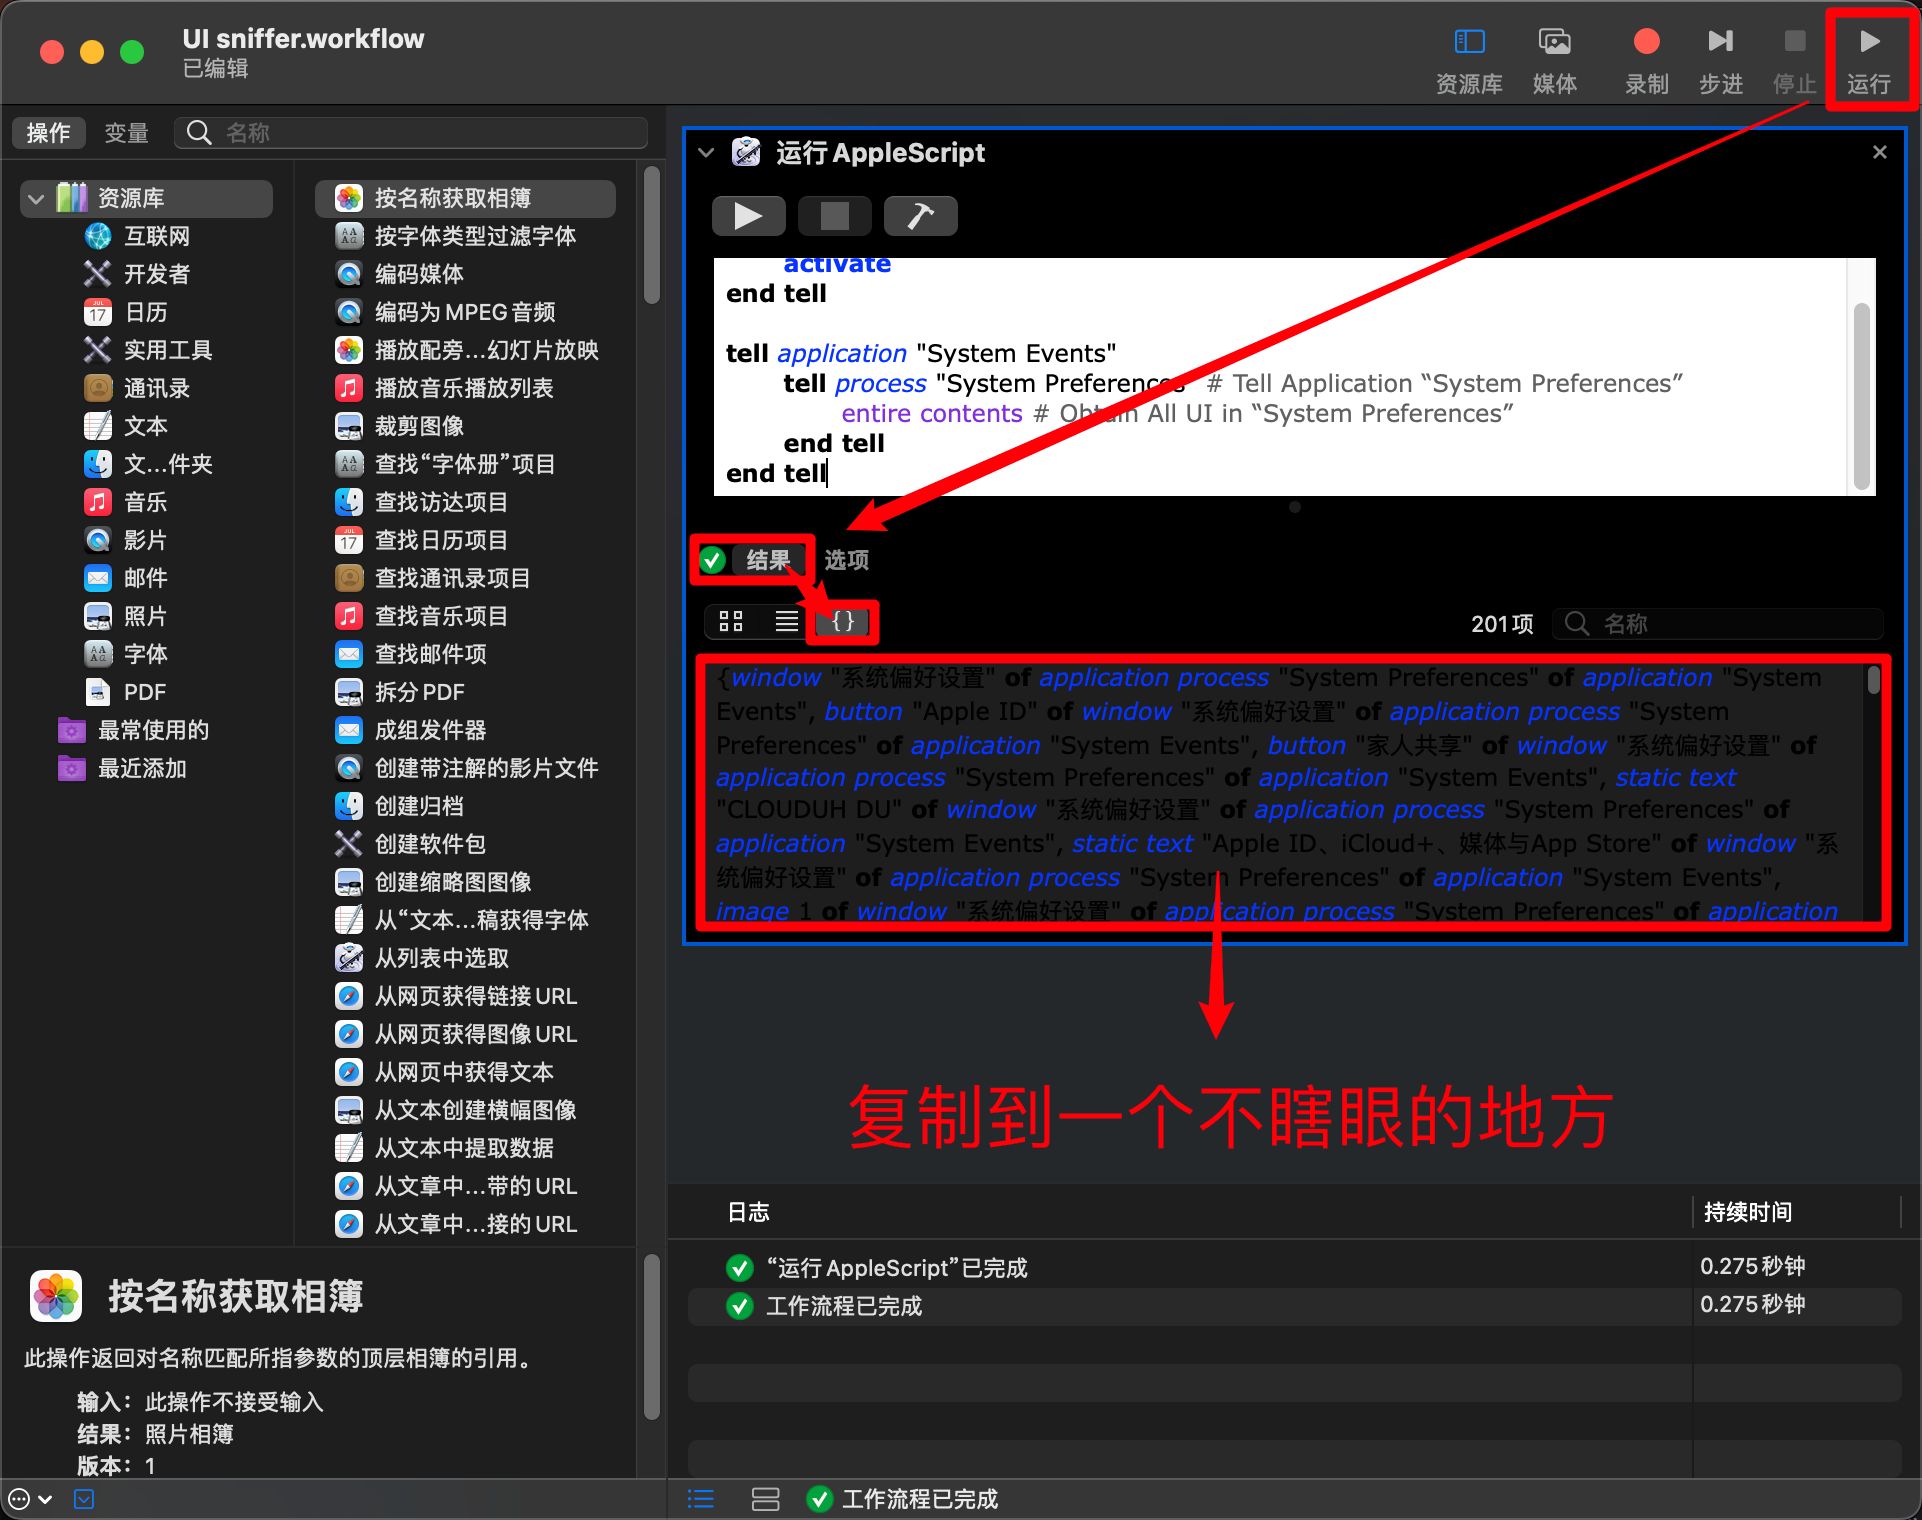 UI sniffer.workflow
已编辑
资源库
媒体
录制
步进
停止
运行
操作
变量
名称
资源库
互联网
开发者
日历
实用工具
通讯录
文本
文...件夹
音乐
影片
邮件
照片
字体
PDF
最常使用的
最近添加
按名称获取相簿
按字体类型过滤字体
编码媒体
编码为 MPEG 音频
播放配旁...幻灯片放映
播放音乐播放列表
裁剪图像
查找“字体册”项目
查找访达项目
查找日历项目
查找通讯录项目
查找音乐项目
查找邮件项
拆分 PDF
成组发件器
创建带注解的影片文件
创建归档
创建软件包
创建缩略图图像
从“文本...稿获得字体
从列表中选取
从网页获得链接 URL
从网页获得图像 URL
从网页中获得文本
从文本创建横幅图像
从文本中提取数据
从文章中...带的 URL
从文章中...接的 URL
按名称获取相簿
此操作返回对名称匹配所指参数的顶层相簿的引用。
输入：此操作不接受输入
结果：照片相簿
版本：1
运行 AppleScript
activate
end tell
tell application "System Events"
tell process "System Preferences" # Tell Application “System Preferences”
entire contents # Obtain All UI in “System Preferences”
end tell
end tell
结果
选项
{}
201项
名称
{window "系统偏好设置" of application process "System Preferences" of application "System
Events", button "Apple ID" of window "系统偏好设置" of application process "System
Preferences" of application "System Events", button "家人共享" of window "系统偏好设置" of
application process "System Preferences" of application "System Events", static text
"CLOUDUH DU" of window "系统偏好设置" of application process "System Preferences" of
application "System Events", static text "Apple ID、iCloud+、媒体与App Store" of window "系
统偏好设置" of application process "System Preferences" of application "System Events",
image 1 of window "系统偏好设置" of application process "System Preferences" of application
复制到一个不瞎眼的地方
日志
持续时间
“运行 AppleScript”已完成
0.275 秒钟
工作流程已完成
0.275 秒钟
工作流程已完成